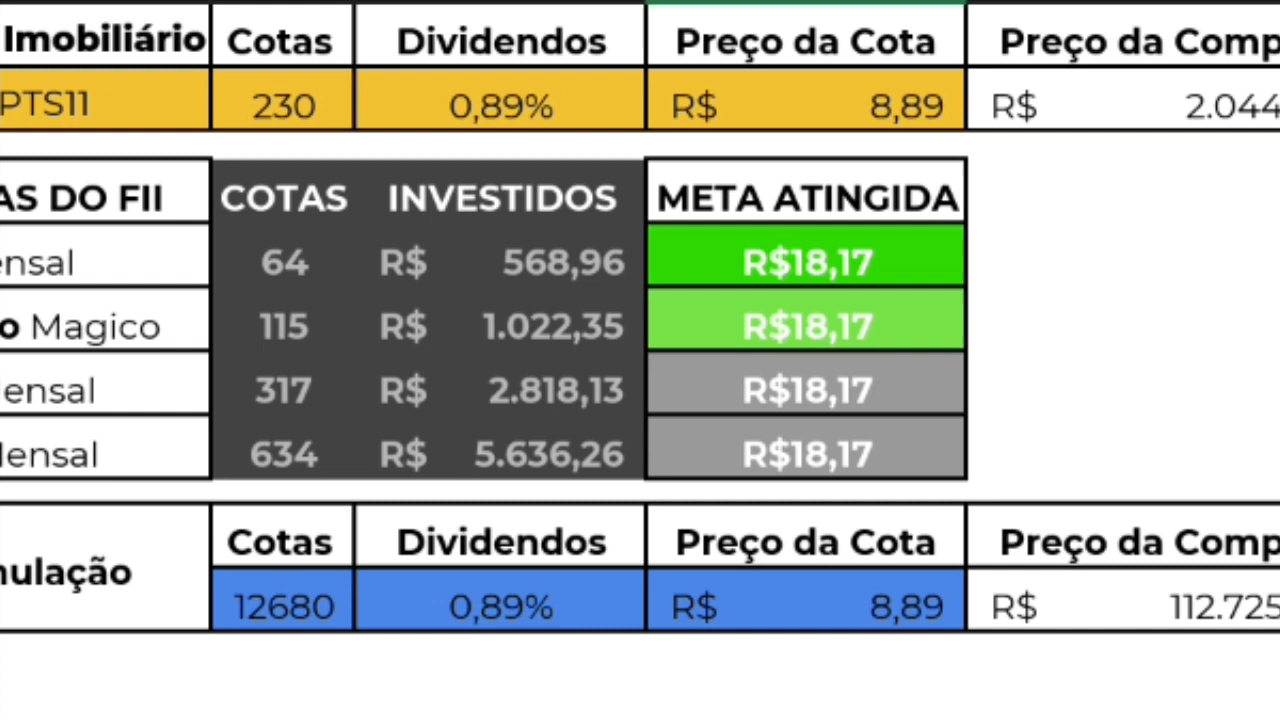 Imobiliário Cotas Dividendos Preço da Cota Preço da Comp
PTS11 230 0,89% R$ 8,89 R$ 2.044
AS DO FII COTAS INVESTIDOS META ATINGIDA
ensal 64 R$ 568,96 R$18,17
o Magico 115 R$ 1.022,35 R$18,17
ensal 317 R$ 2.818,13 R$18,17
ensal 634 R$ 5.636,26 R$18,17
Cotas Dividendos Preço da Cota Preço da Comp
ulação
12680 0,89% R$ 8,89 R$ 112.725